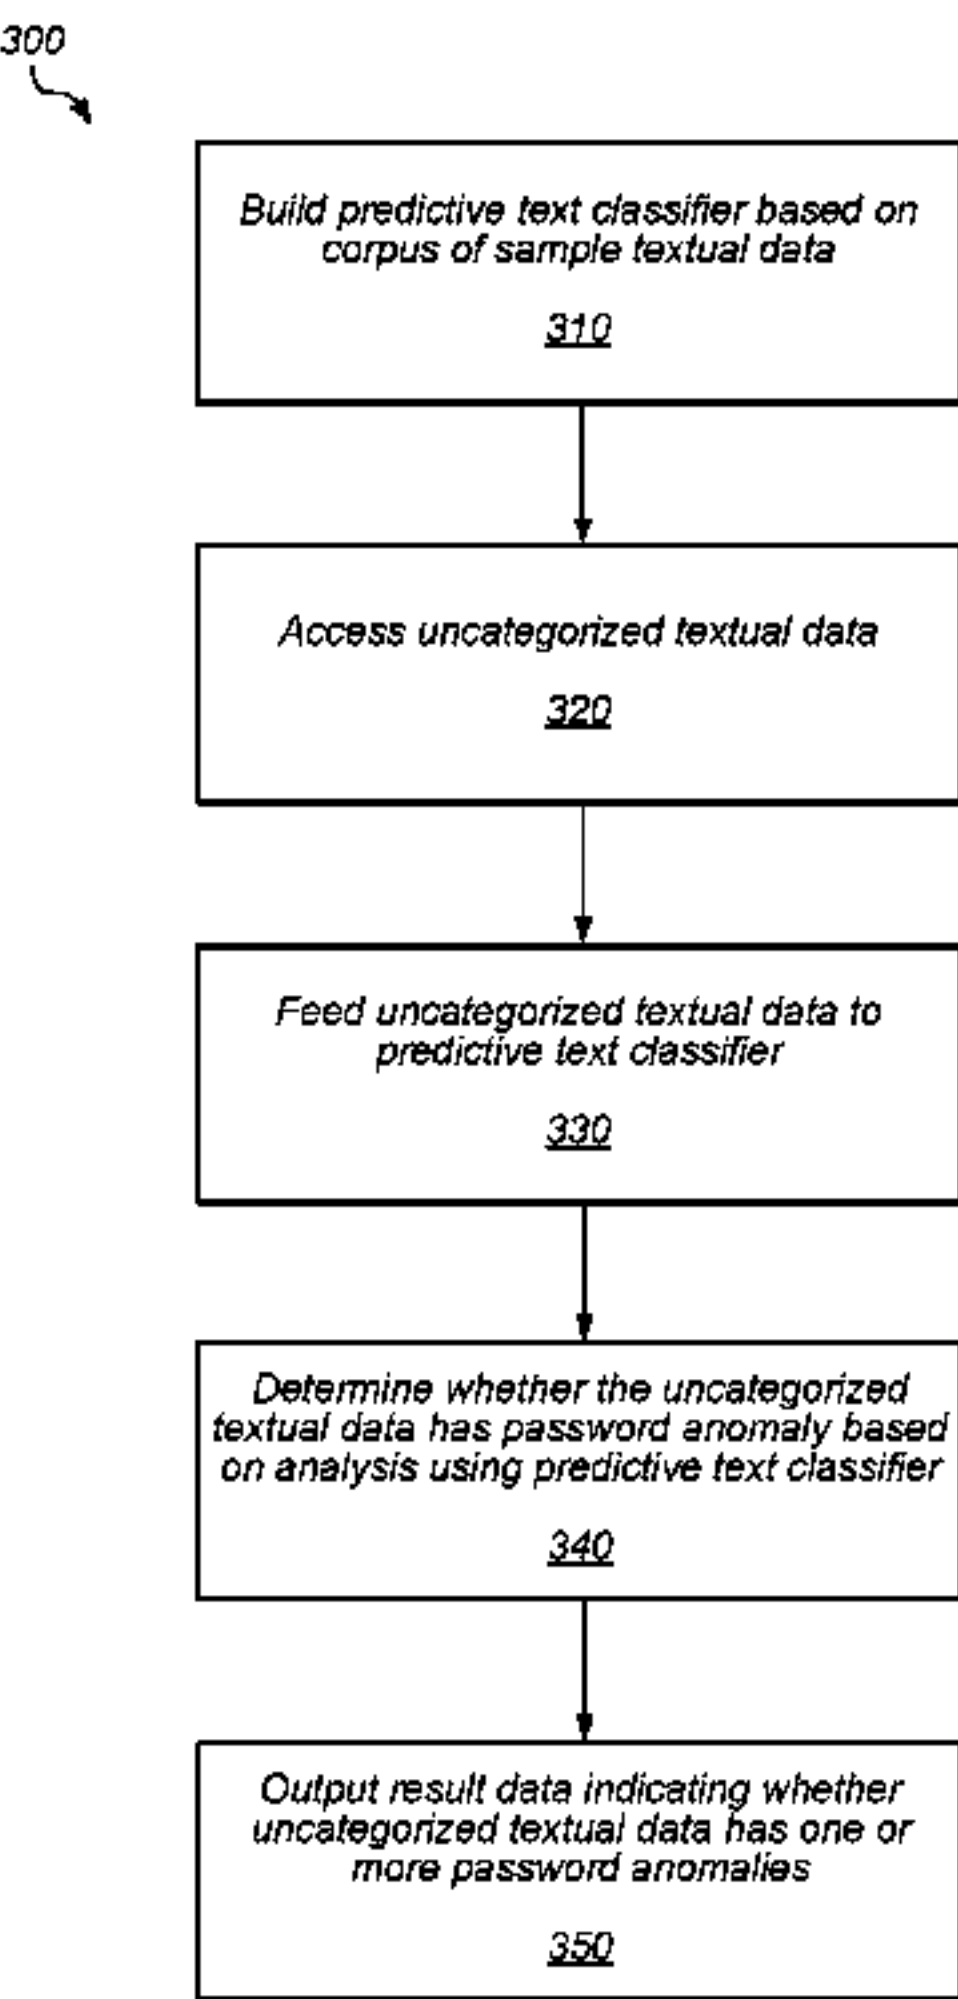 300
Build predictive text classifier based on
corpus of sample textual data
310
Access uncategorized textual data
320
Feed uncategorized textual data to
predictive text classifier
330
Determine whether the uncategorized
textual data has password anomaly based
on analysis using predictive text classifier
340
Output result data indicating whether
uncategorized textual data has one or
more password anomalies
350